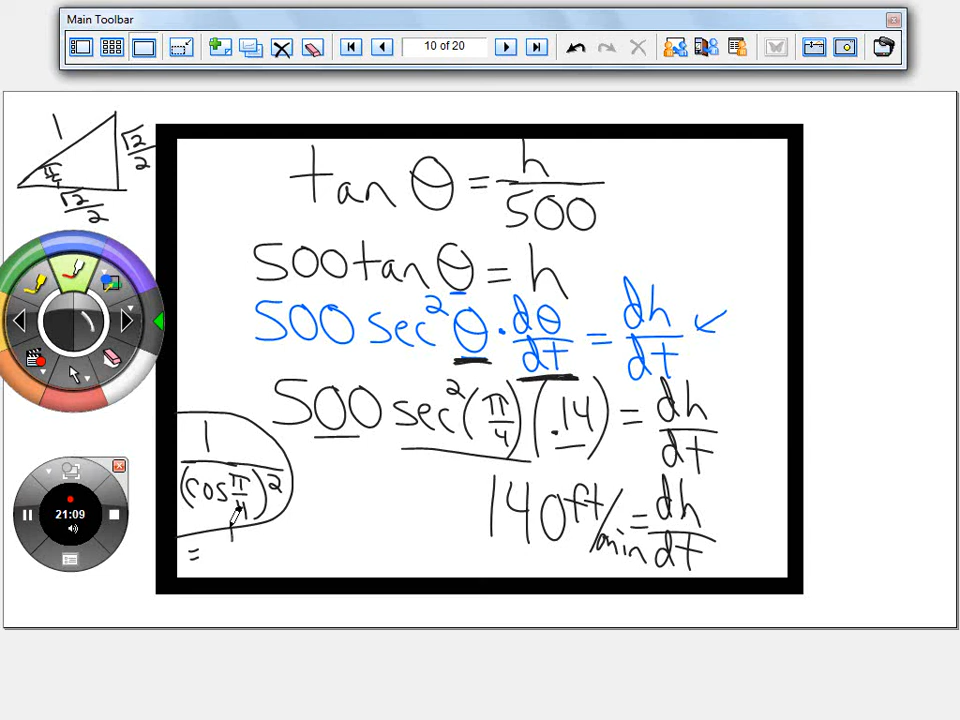 Main Toolbar
10 of 20
1
√2/2
π/4
√2/2
tan θ = h/500
500 tan θ = h
500 sec² θ · dθ/dt = dh/dt
500 sec² (π/4) (.14) = dh/dt
1/(cos π/4)²
140 ft/min = dh/dt
=
21:09